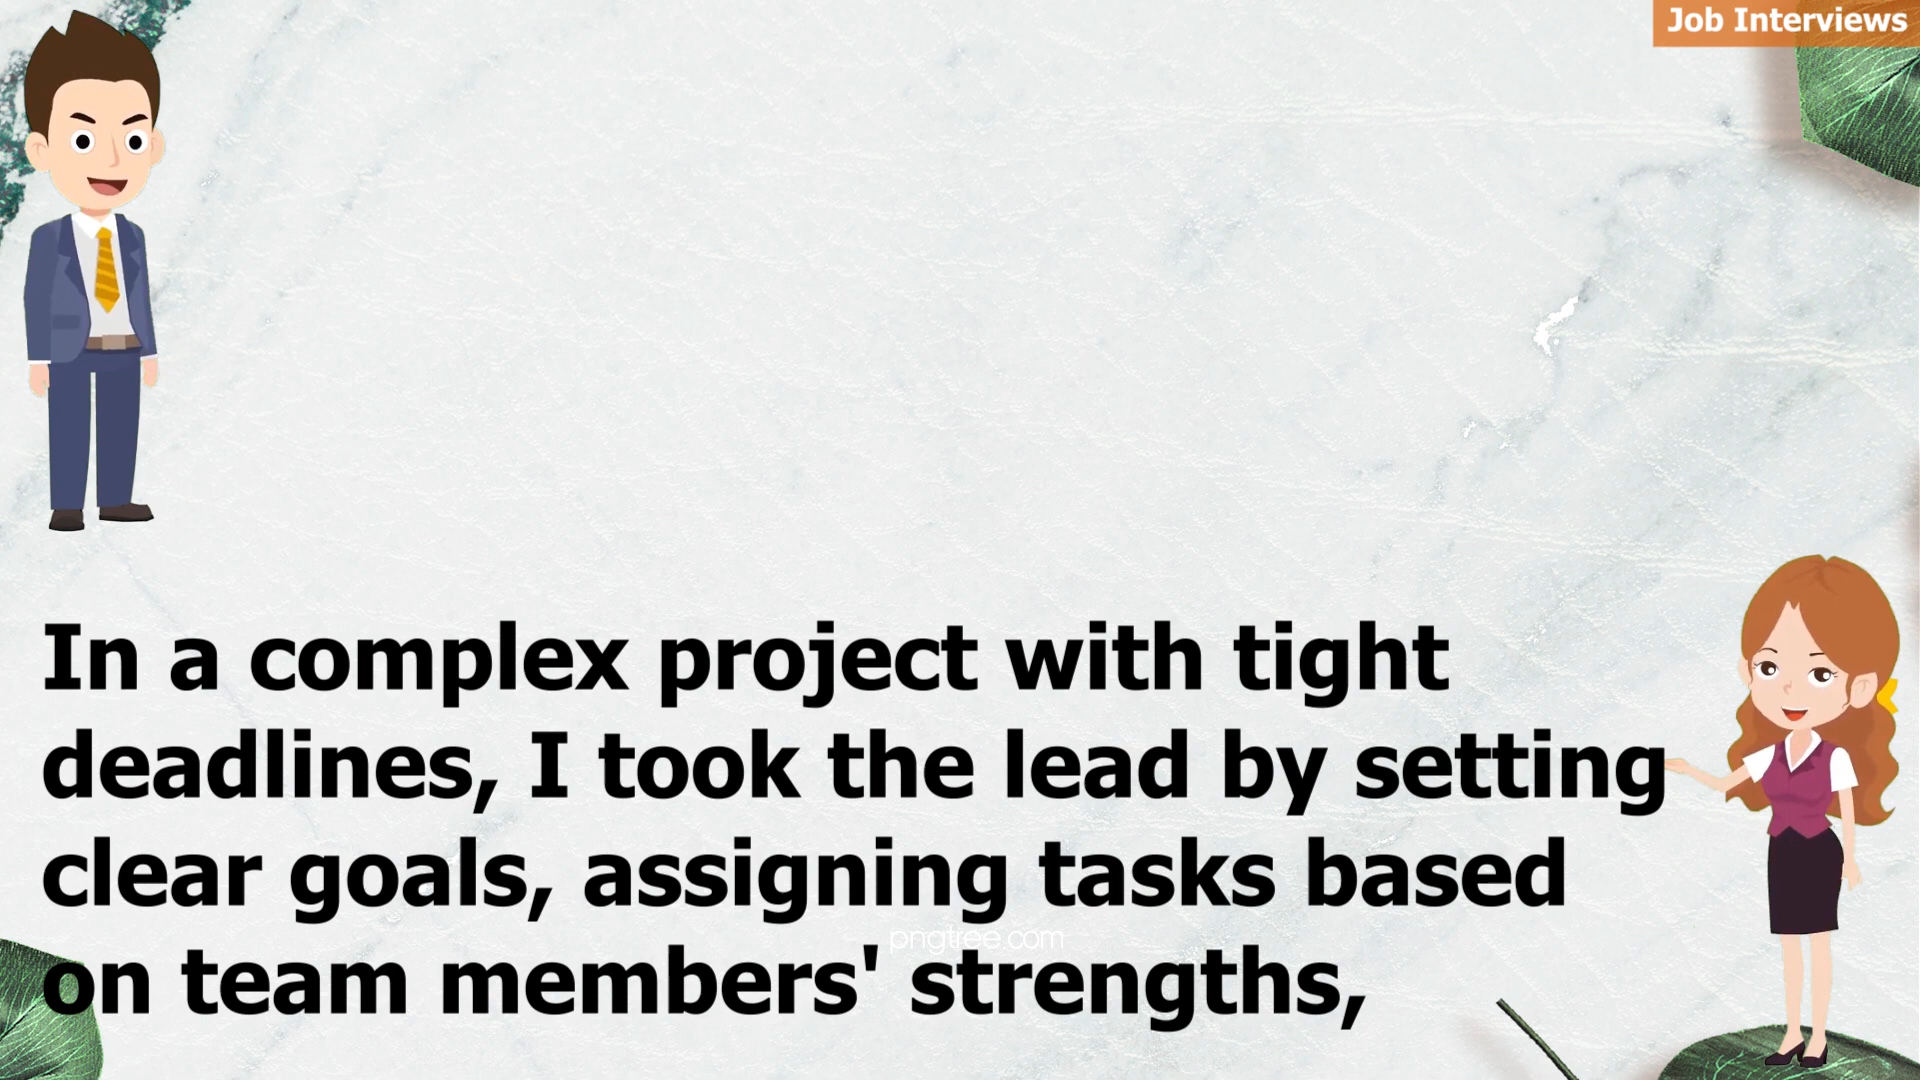 Job Interviews
In a complex project with tight
deadlines, I took the lead by setting
clear goals, assigning tasks based
pngtree.com
on team members' strengths,